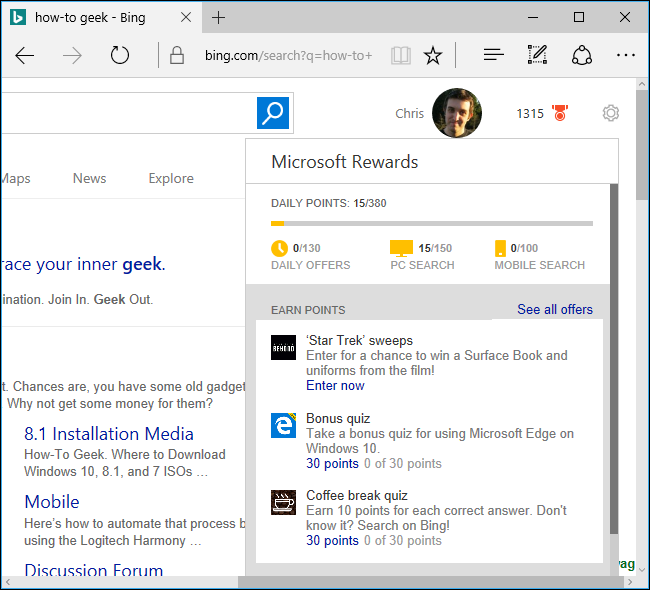 how-to geek - Bing
bing.com/search?q=how-to+
Chris
1315
Maps
News
Explore
race your inner geek.
ination. Join In. Geek Out.
t. Chances are, you have some old gadget
Why not get some money for them?
8.1 Installation Media
How-To Geek. Where to Download
Windows 10, 8.1, and 7 ISOs ...
Mobile
Here's how to automate that process b
using the Logitech Harmony ...
Discussion Forum
Microsoft Rewards
DAILY POINTS: 15/380
0/130
DAILY OFFERS
15/150
PC SEARCH
0/100
MOBILE SEARCH
EARN POINTS
See all offers
BEYOND
'Star Trek' sweeps
Enter for a chance to win a Surface Book and
uniforms from the film!
Enter now
Bonus quiz
Take a bonus quiz for using Microsoft Edge on
Windows 10.
30 points 0 of 30 points
Coffee break quiz
Earn 10 points for each correct answer. Don't
know it? Search on Bing!
30 points 0 of 30 points